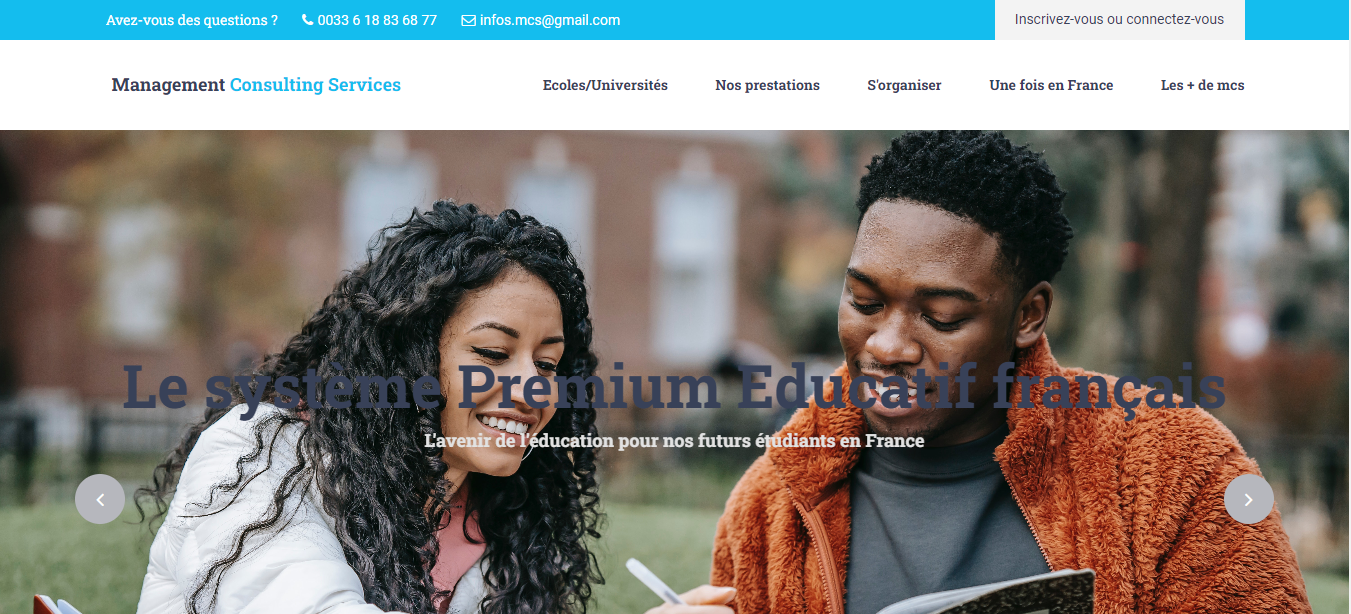 Avez-vous des questions ? 0033 6 18 83 68 77 infos.mcs@gmail.com Inscrivez-vous ou connectez-vous
Management Consulting Services Ecoles/Universités Nos prestations S'organiser Une fois en France Les + de mcs
Le système Premium Educatif français
L'avenir de l'éducation pour nos futurs étudiants en France